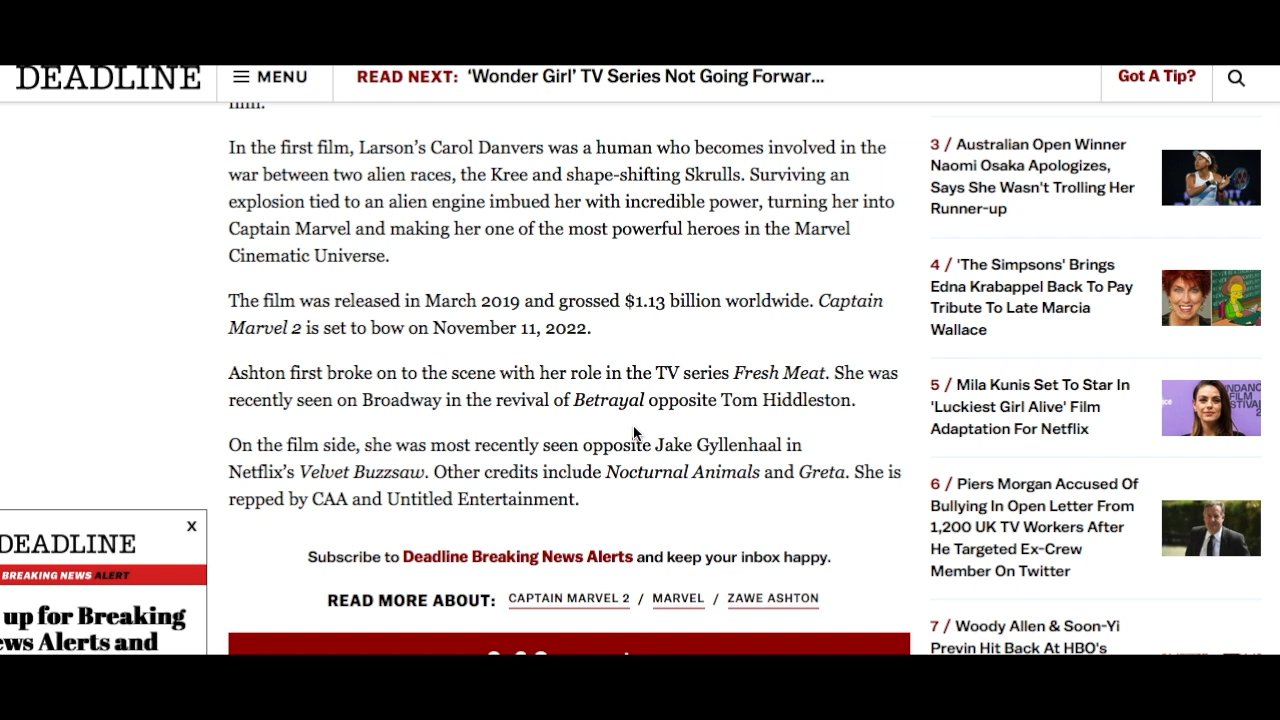 DEADLINE
MENU
READ NEXT: 'Wonder Girl' TV Series Not Going Forwar...
Got A Tip?
film.
In the first film, Larson's Carol Danvers was a human who becomes involved in the
war between two alien races, the Kree and shape-shifting Skrulls. Surviving an
explosion tied to an alien engine imbued her with incredible power, turning her into
Captain Marvel and making her one of the most powerful heroes in the Marvel
Cinematic Universe.
The film was released in March 2019 and grossed $1.13 billion worldwide. Captain
Marvel 2 is set to bow on November 11, 2022.
Ashton first broke on to the scene with her role in the TV series Fresh Meat. She was
recently seen on Broadway in the revival of Betrayal opposite Tom Hiddleston.
On the film side, she was most recently seen opposite Jake Gyllenhaal in
Netflix's Velvet Buzzsaw. Other credits include Nocturnal Animals and Greta. She is
repped by CAA and Untitled Entertainment.
Subscribe to Deadline Breaking News Alerts and keep your inbox happy.
READ MORE ABOUT: CAPTAIN MARVEL 2 / MARVEL / ZAWE ASHTON
3 / Australian Open Winner
Naomi Osaka Apologizes,
Says She Wasn't Trolling Her
Runner-up
4 / 'The Simpsons' Brings
Edna Krabappel Back To Pay
Tribute To Late Marcia
Wallace
5 / Mila Kunis Set To Star In
'Luckiest Girl Alive' Film
Adaptation For Netflix
6 / Piers Morgan Accused Of
Bullying In Open Letter From
1,200 UK TV Workers After
He Targeted Ex-Crew
Member On Twitter
7 / Woody Allen & Soon-Yi
Previn Hit Back At HBO's
X
DEADLINE
BREAKING NEWS ALERT
up for Breaking
ews Alerts and